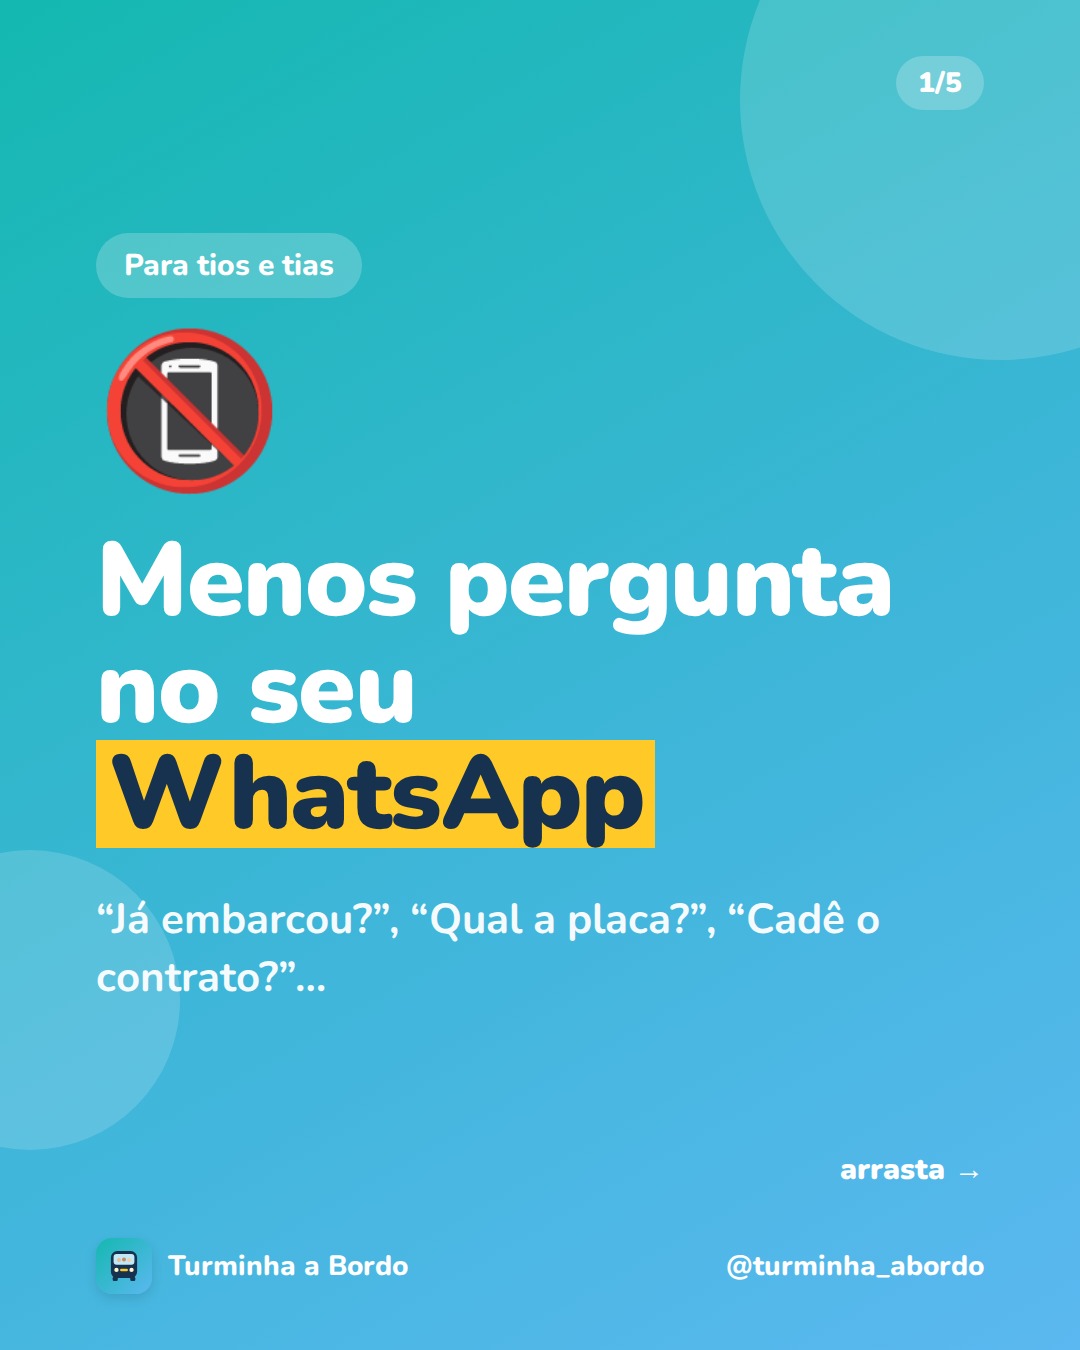 1/5
Para tios e tias
Menos pergunta
no seu
WhatsApp
“Já embarcou?”, “Qual a placa?”, “Cadê o
contrato?”...
arrasta →
Turminha a Bordo
@turminha_abordo